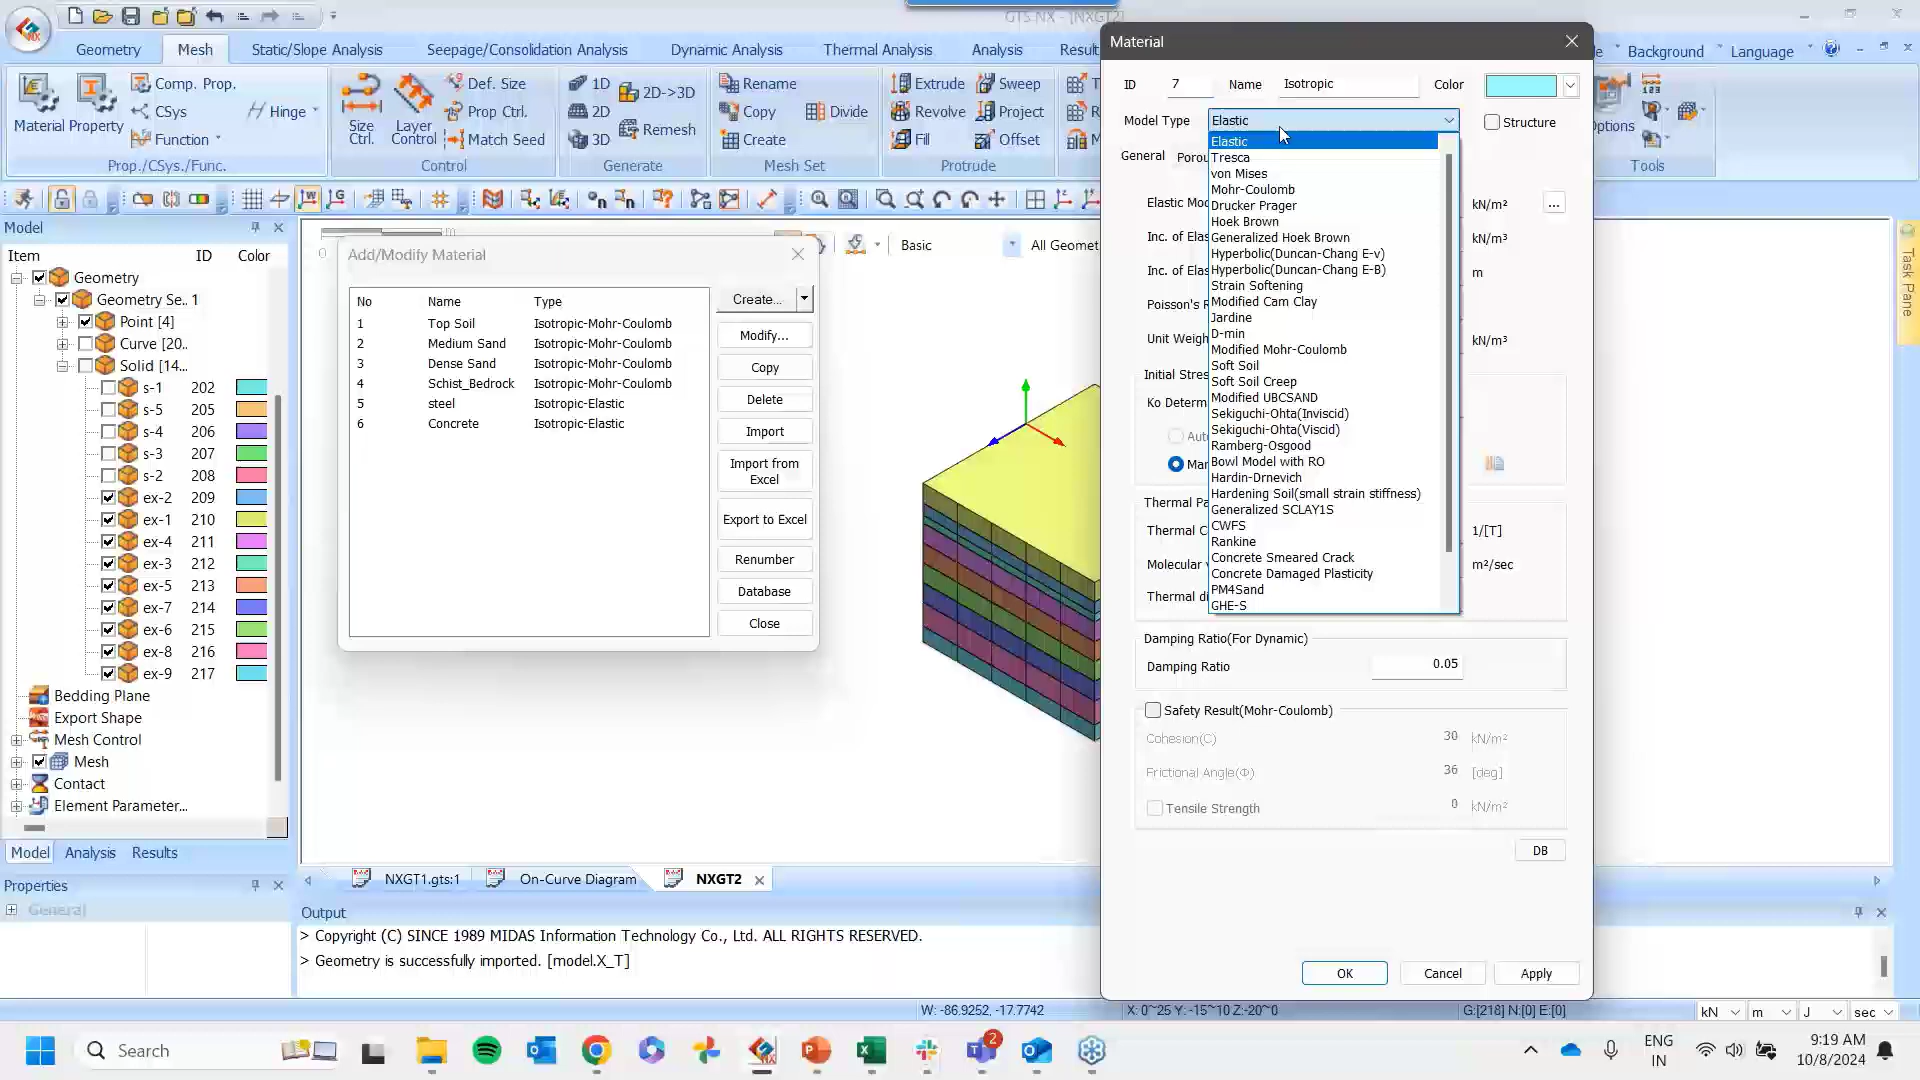 GTS NX - [NXGT2]
Geometry
Mesh
Static/Slope Analysis
Seepage/Consolidation Analysis
Dynamic Analysis
Thermal Analysis
Analysis
Background
Language
Material
Property
Comp. Prop.
CSys
Function
Hinge
Prop./CSys./Func.
Size
Ctrl.
Layer
Control
Def. Size
Prop Ctrl.
Match Seed
Control
1D
2D
3D
2D->3D
Remesh
Generate
Rename
Copy
Create
Divide
Mesh Set
Extrude
Revolve
Fill
Sweep
Project
Offset
Protrude
Tools
Model
Item ID Color
Geometry
Geometry Se.. 1
Point [4]
Curve [20..
Solid [14...
s-1 202
s-5 205
s-4 206
s-3 207
s-2 208
ex-2 209
ex-1 210
ex-4 211
ex-3 212
ex-5 213
ex-7 214
ex-6 215
ex-8 216
ex-9 217
Bedding Plane
Export Shape
Mesh Control
Mesh
Contact
Element Parameter...
Model Analysis Results
Properties
General
0
Basic
All Geomet
Add/Modify Material
No Name Type
1 Top Soil Isotropic-Mohr-Coulomb
2 Medium Sand Isotropic-Mohr-Coulomb
3 Dense Sand Isotropic-Mohr-Coulomb
4 Schist_Bedrock Isotropic-Mohr-Coulomb
5 steel Isotropic-Elastic
6 Concrete Isotropic-Elastic
Create...
Modify...
Copy
Delete
Import
Import from
Excel
Export to Excel
Renumber
Database
Close
NXGT1.gts:1
On-Curve Diagram
NXGT2
Output
> Copyright (C) SINCE 1989 MIDAS Information Technology Co., Ltd. ALL RIGHTS RESERVED.
> Geometry is successfully imported. [model.X_T]
Material
ID 7 Name Isotropic Color
Model Type Elastic
Structure
General
Elastic
Tresca
von Mises
Mohr-Coulomb
Drucker Prager
Hoek Brown
Generalized Hoek Brown
Hyperbolic(Duncan-Chang E-v)
Hyperbolic(Duncan-Chang E-B)
Strain Softening
Modified Cam Clay
Jardine
D-min
Modified Mohr-Coulomb
Soft Soil
Soft Soil Creep
Modified UBCSAND
Sekiguchi-Ohta(Inviscid)
Sekiguchi-Ohta(Viscid)
Ramberg-Osgood
Bowl Model with RO
Hardin-Drnevich
Hardening Soil(small strain stiffness)
Generalized SCLAY1S
CWFS
Rankine
Concrete Smeared Crack
Concrete Damaged Plasticity
PM4Sand
GHE-S
kN/m²
...
kN/m³
m
kN/m³
1/[T]
m²/sec
Damping Ratio(For Dynamic)
Damping Ratio 0.05
Safety Result(Mohr-Coulomb)
Cohesion(C) 30 kN/m²
Frictional Angle(Φ) 36 [deg]
Tensile Strength 0 kN/m²
DB
OK
Cancel
Apply
Task Pane
W: -86.9252, -17.7742
X: 0~25 Y: -15~10 Z:-20~0
G:[218] N:[0] E:[0]
kN m J sec
Search
2
ENG
IN
9:19 AM
10/8/2024